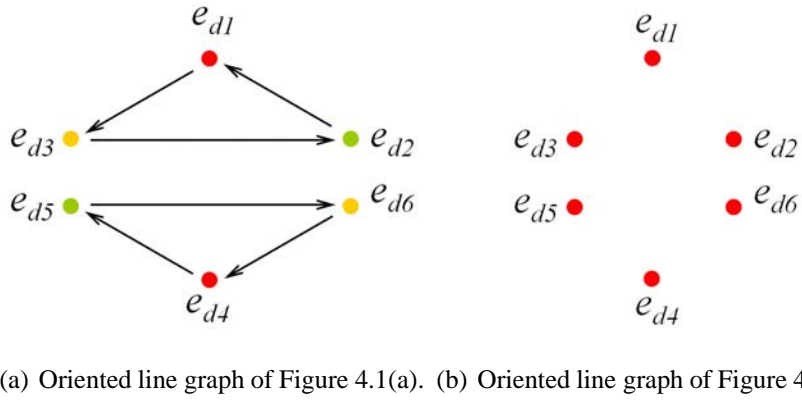 e_d1
e_d3 e_d2
e_d5 e_d6
e_d4
e_d1
e_d3 e_d2
e_d5 e_d6
e_d4
(a) Oriented line graph of Figure 4.1(a). (b) Oriented line graph of Figure 4